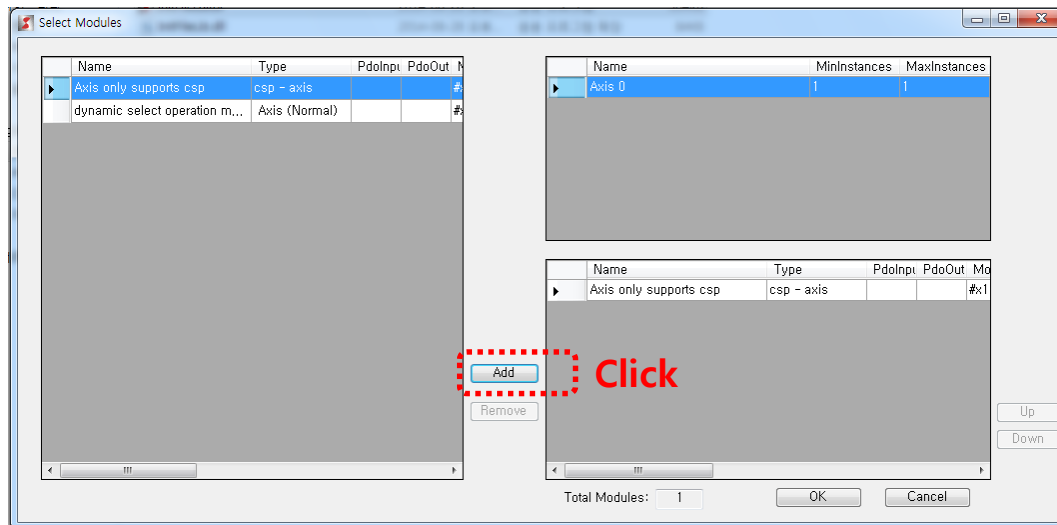 Select Modules
Name Type PdoInpu PdoOut M
Axis only supports csp csp - axis #x
dynamic select operation m... Axis (Normal) #x
Name MinInstances MaxInstances
Axis 0 1 1
Name Type PdoInpu PdoOut Mo
Axis only supports csp csp - axis #x1
Add
Click
Remove
Up
Down
Total Modules: 1
OK
Cancel